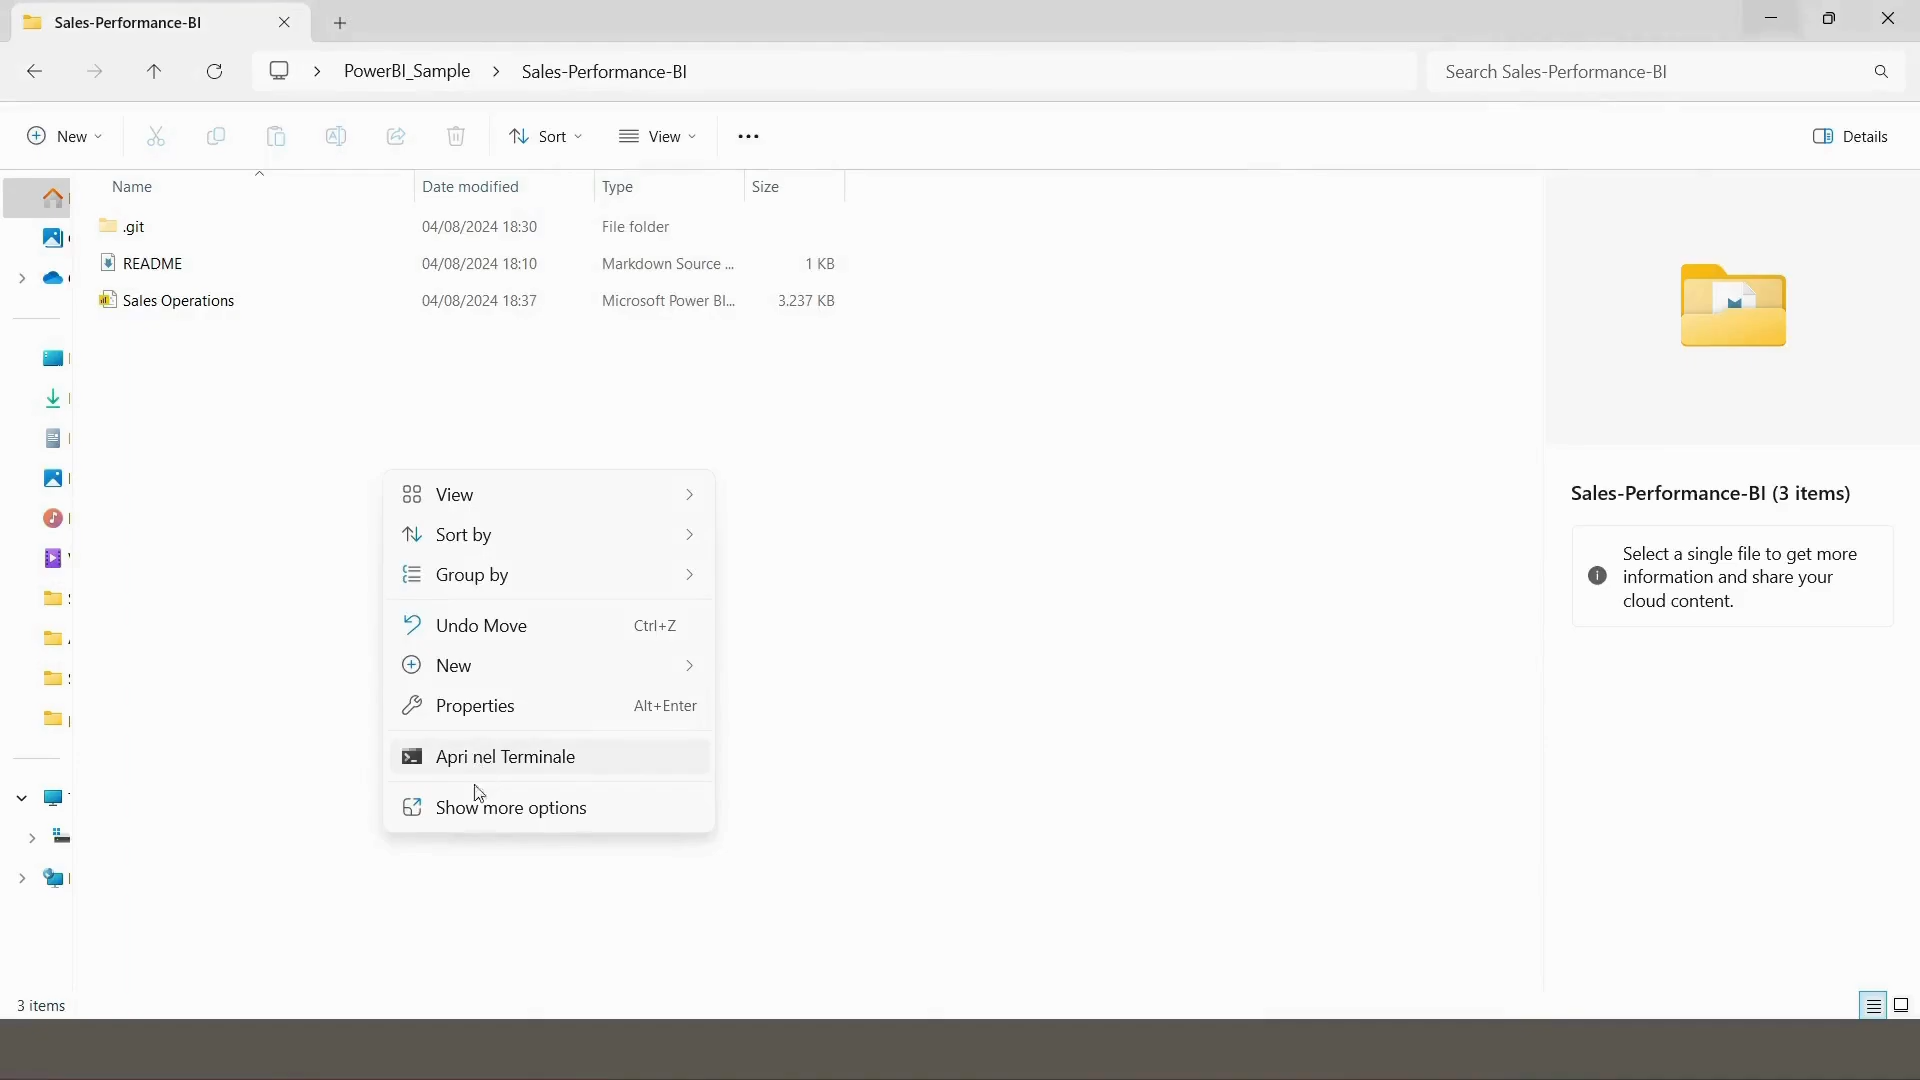 Sales-Performance-BI
PowerBI_Sample
Sales-Performance-BI
Search Sales-Performance-BI
New
Sort
View
Details
Name
Date modified
Type
Size
.git
04/08/2024 18:30
File folder
README
04/08/2024 18:10
Markdown Source ...
1 KB
Sales Operations
04/08/2024 18:37
Microsoft Power BI...
3.237 KB
View
Sort by
Group by
Undo Move
Ctrl+Z
New
Properties
Alt+Enter
Apri nel Terminale
Show more options
Sales-Performance-BI (3 items)
Select a single file to get more
information and share your
cloud content.
3 items